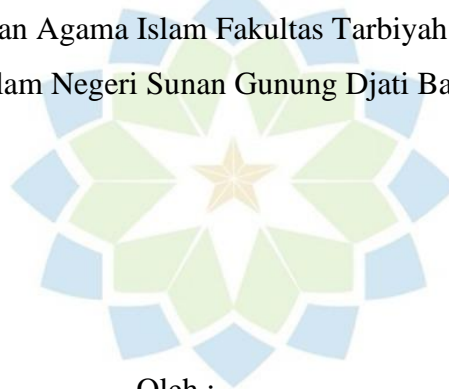 an Agama Islam Fakultas Tarbiyah
lam Negeri Sunan Gunung Djati Ba
Oleh :